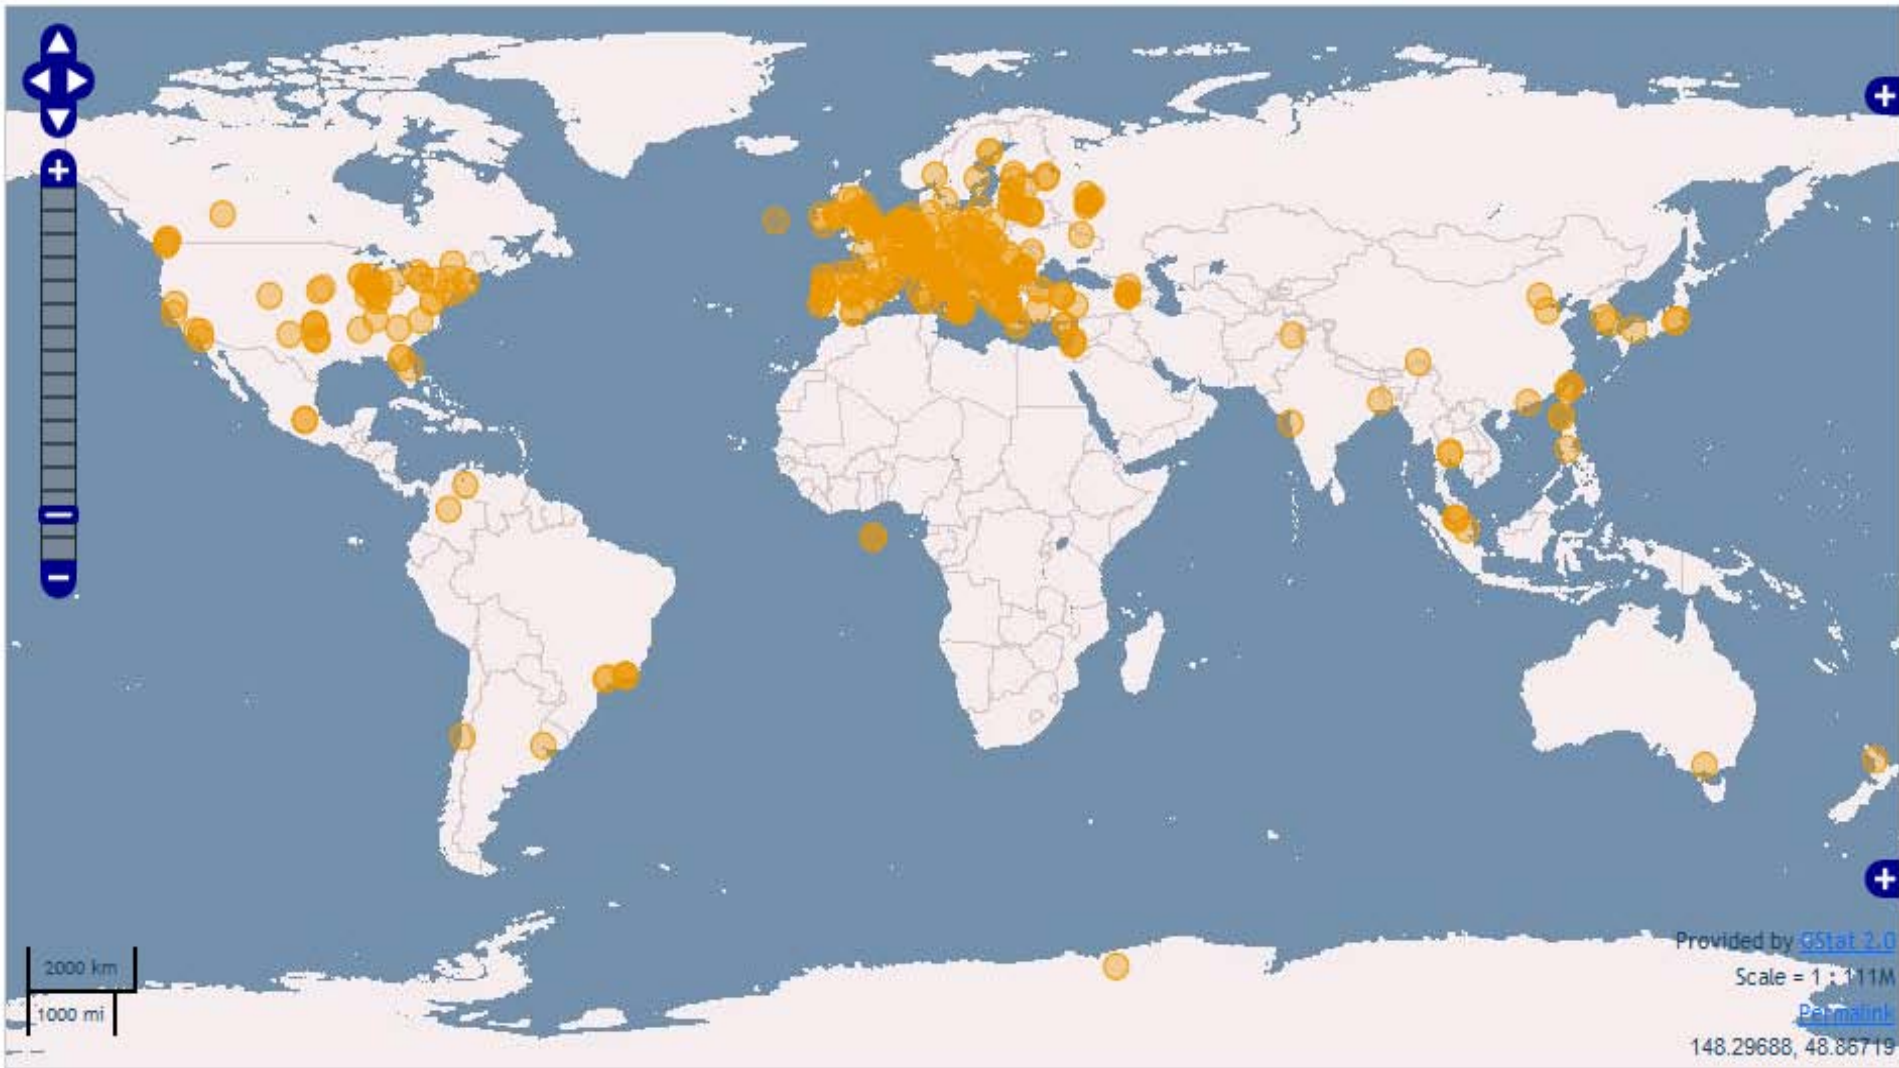 2000 km
1000 mi
Provided by GStat 2.0
Scale = 1 : 111M
Permalink
148.29688, 48.86719